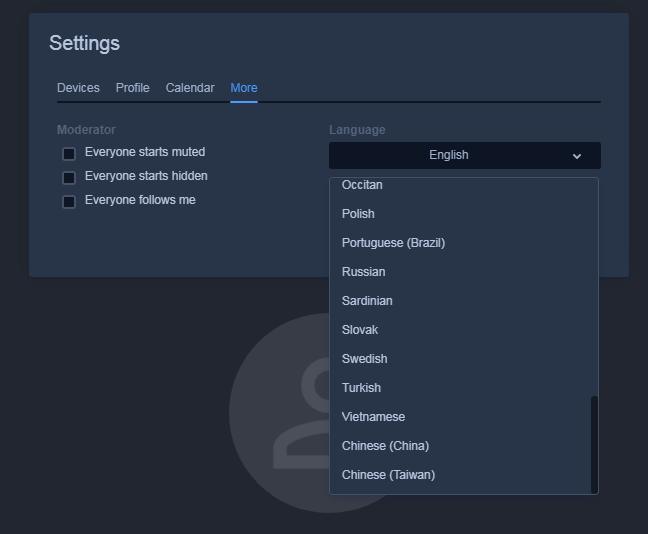 Settings
Devices Profile Calendar More
Moderator
Everyone starts muted
Everyone starts hidden
Everyone follows me
Language
English
Occitan
Polish
Portuguese (Brazil)
Russian
Sardinian
Slovak
Swedish
Turkish
Vietnamese
Chinese (China)
Chinese (Taiwan)